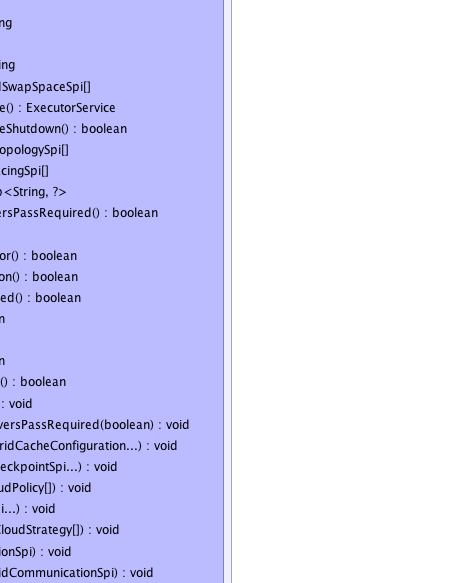 ng
ing
lSwapSpaceSpi[]
e() : ExecutorService
eShutdown() : boolean
opologySpi[]
cingSpi[]
o<String, ?>
ersPassRequired() : boolean
or() : boolean
on() : boolean
ed() : boolean
n
n
() : boolean
: void
versPassRequired(boolean) : void
ridCacheConfiguration...) : void
eckpointSpi...) : void
udPolicy[]) : void
i...) : void
CloudStrategy[]) : void
ionSpi) : void
idCommunicationSpi) : void